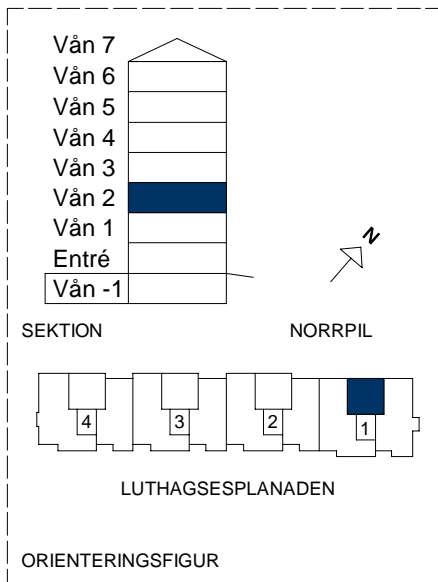 Vån 7
Vån 6
Vån 5
Vån 4
Vån 3
Vån 2
Vån 1
Entré
Vån -1
N
SEKTION NORRPIL
4 3 2 1
LUTHAGSESPLANADEN
ORIENTERINGSFIGUR